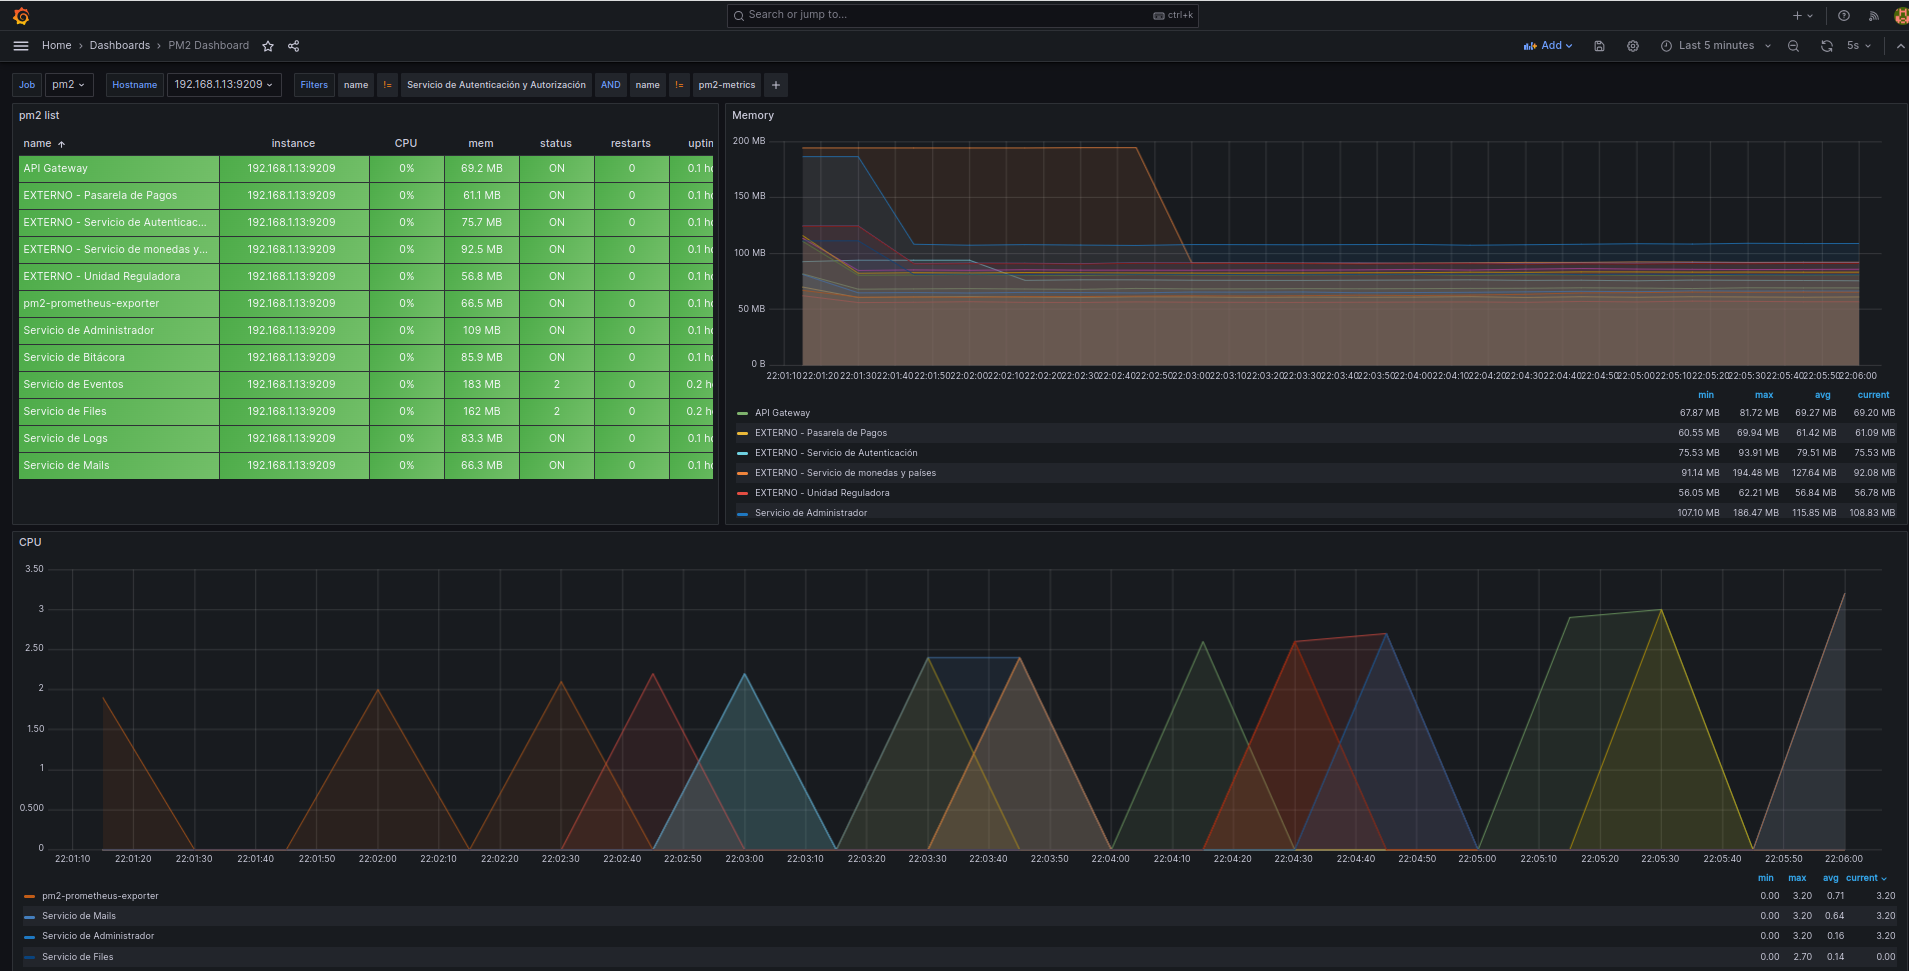 Search or jump to...
ctrl+k
Home › Dashboards › PM2 Dashboard
Add
Last 5 minutes
5s
Job pm2 Hostname 192.168.1.13:9209 Filters name != Servicio de Autenticación y Autorización AND name != pm2-metrics +
pm2 list
name instance CPU mem status restarts uptim
API Gateway 192.168.1.13:9209 0% 69.2 MB ON 0 0.1 ho
EXTERNO - Pasarela de Pagos 192.168.1.13:9209 0% 61.1 MB ON 0 0.1 ho
EXTERNO - Servicio de Autenticac... 192.168.1.13:9209 0% 75.7 MB ON 0 0.1 ho
EXTERNO - Servicio de monedas y... 192.168.1.13:9209 0% 92.5 MB ON 0 0.1 ho
EXTERNO - Unidad Reguladora 192.168.1.13:9209 0% 56.8 MB ON 0 0.1 ho
pm2-prometheus-exporter 192.168.1.13:9209 0% 66.5 MB ON 0 0.1 ho
Servicio de Administrador 192.168.1.13:9209 0% 109 MB ON 0 0.1 ho
Servicio de Bitácora 192.168.1.13:9209 0% 85.9 MB ON 0 0.1 ho
Servicio de Eventos 192.168.1.13:9209 0% 183 MB 2 0 0.2 h
Servicio de Files 192.168.1.13:9209 0% 162 MB 2 0 0.2 h
Servicio de Logs 192.168.1.13:9209 0% 83.3 MB ON 0 0.1 ho
Servicio de Mails 192.168.1.13:9209 0% 66.3 MB ON 0 0.1 ho
Memory
200 MB
150 MB
100 MB
50 MB
0 B
22:01:10 22:01:20 22:01:30 22:01:40 22:01:50 22:02:00 22:02:10 22:02:20 22:02:30 22:02:40 22:02:50 22:03:00 22:03:10 22:03:20 22:03:30 22:03:40 22:03:50 22:04:00 22:04:10 22:04:20 22:04:30 22:04:40 22:04:50 22:05:00 22:05:10 22:05:20 22:05:30 22:05:40 22:05:50 22:06:00
min max avg current
API Gateway 67.87 MB 81.72 MB 69.27 MB 69.20 MB
EXTERNO - Pasarela de Pagos 60.55 MB 69.94 MB 61.42 MB 61.09 MB
EXTERNO - Servicio de Autenticación 75.53 MB 93.91 MB 79.51 MB 75.53 MB
EXTERNO - Servicio de monedas y países 91.14 MB 194.48 MB 127.64 MB 92.08 MB
EXTERNO - Unidad Reguladora 56.05 MB 62.21 MB 56.84 MB 56.78 MB
Servicio de Administrador 107.10 MB 186.47 MB 115.85 MB 108.83 MB
CPU
3.50
3
2.50
2
1.50
1
0.500
0
22:01:10 22:01:20 22:01:30 22:01:40 22:01:50 22:02:00 22:02:10 22:02:20 22:02:30 22:02:40 22:02:50 22:03:00 22:03:10 22:03:20 22:03:30 22:03:40 22:03:50 22:04:00 22:04:10 22:04:20 22:04:30 22:04:40 22:04:50 22:05:00 22:05:10 22:05:20 22:05:30 22:05:40 22:05:50 22:06:00
min max avg current
pm2-prometheus-exporter 0.00 3.20 0.71 3.20
Servicio de Mails 0.00 3.20 0.64 3.20
Servicio de Administrador 0.00 3.20 0.16 3.20
Servicio de Files 0.00 2.70 0.14 0.00